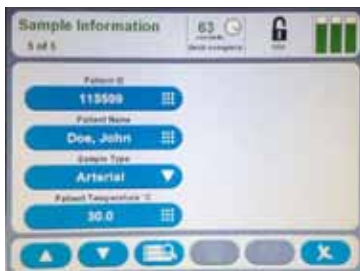 Sample Information
5 of 5
63
Patient ID
115509
Patient Name
Doe, John
Sample Type
Arterial
Patient Temperature °C
30.0